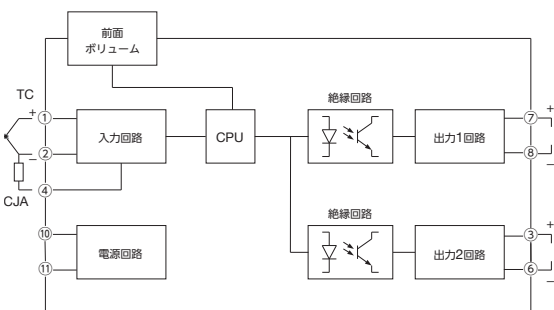 前面
ボリューム
TC
+
①
−
②
④
CJA
入力回路
CPU
絶縁回路
出力1回路
⑦
+
⑧
−
⑩
⑪
電源回路
絶縁回路
出力2回路
③
+
⑥
−